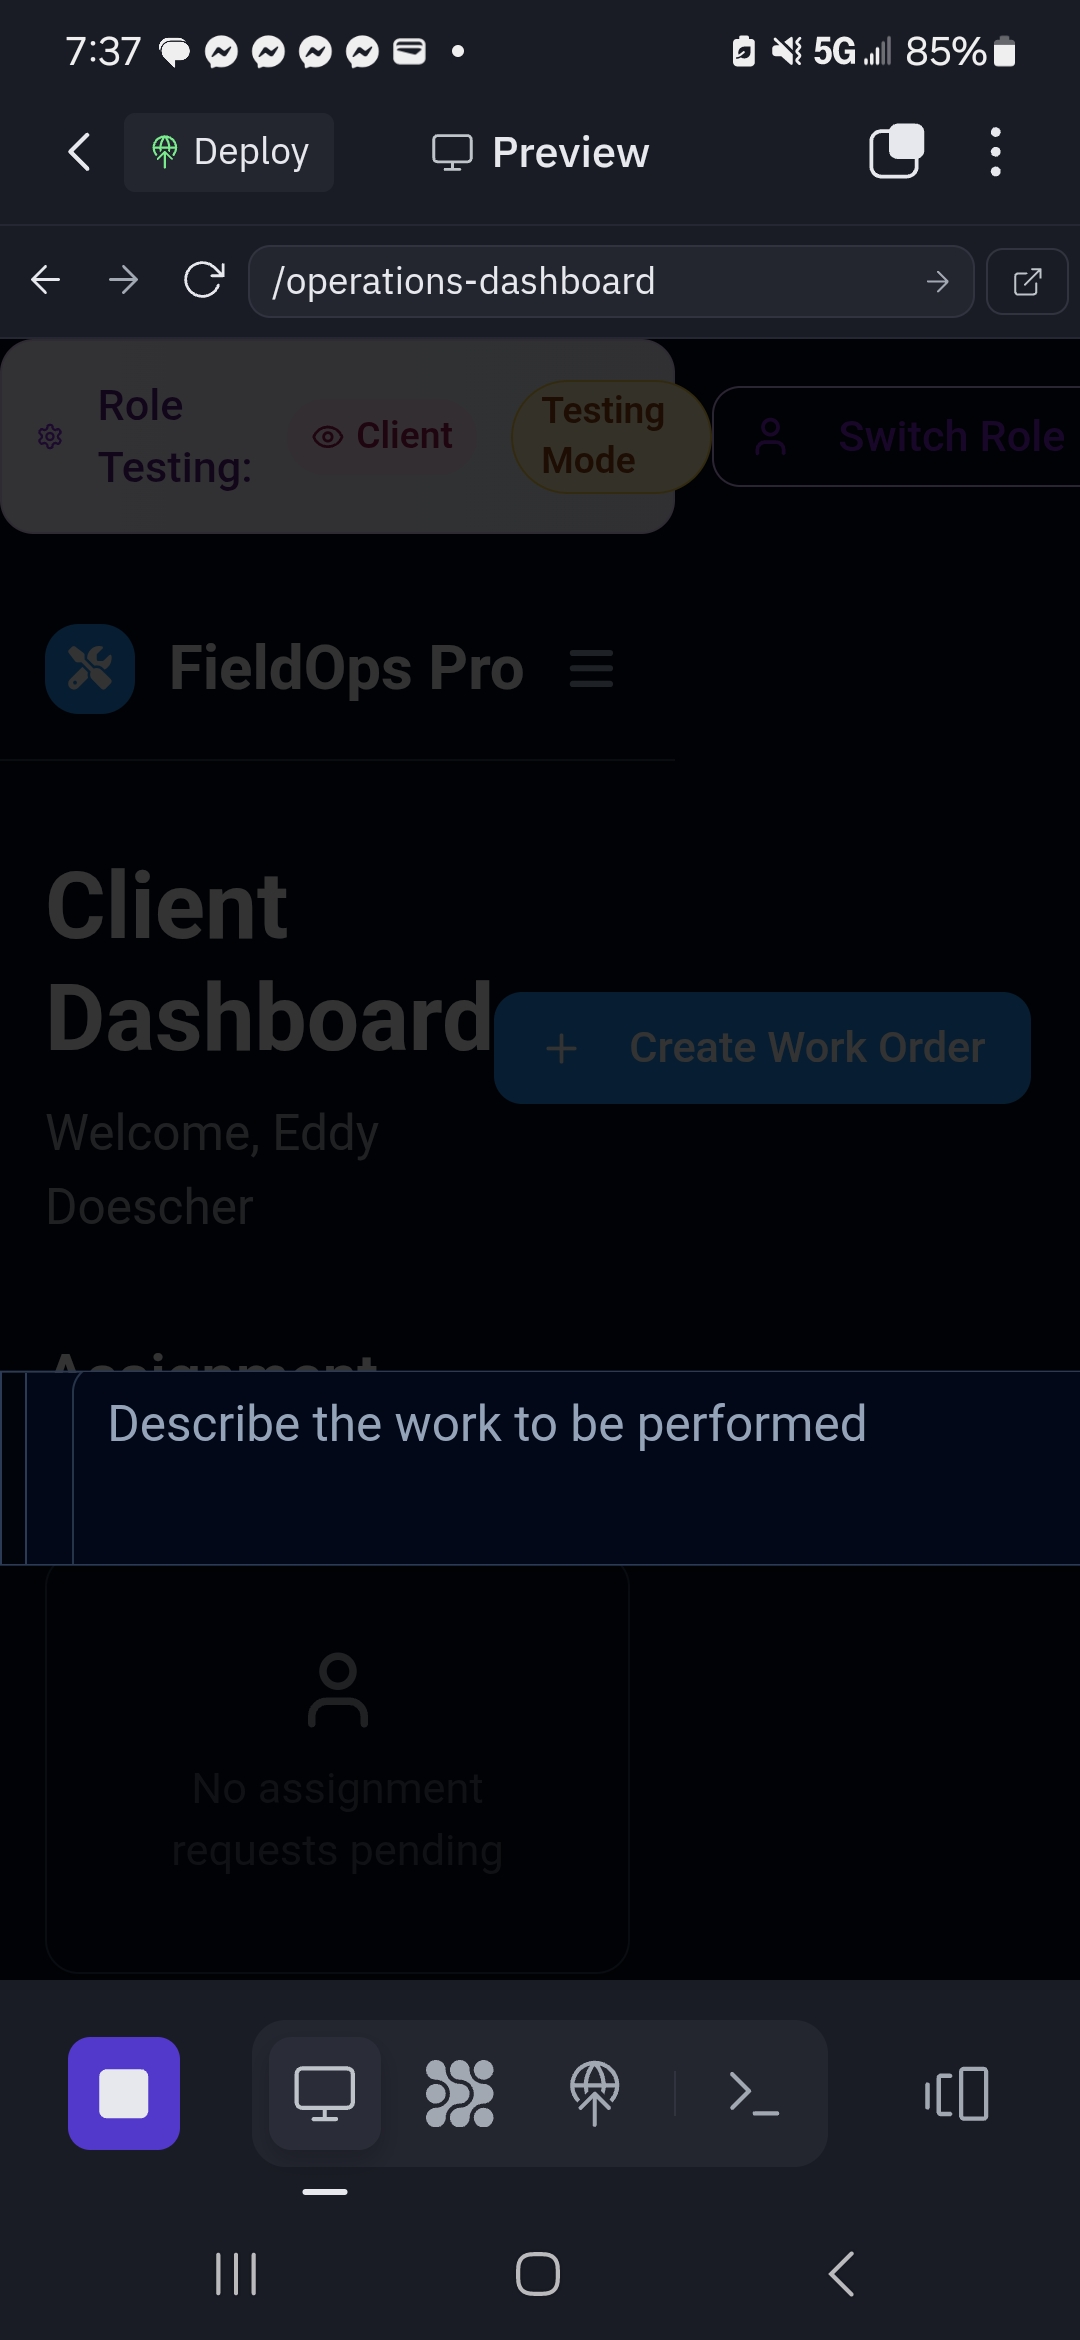 7:37
5G 85%
Deploy
Preview
/operations-dashboard
Role
Testing:
Client
Testing
Mode
Switch Role
FieldOps Pro
Client
Dashboard
Create Work Order
Welcome, Eddy
Doescher
Assignment
Describe the work to be performed
No assignment
requests pending